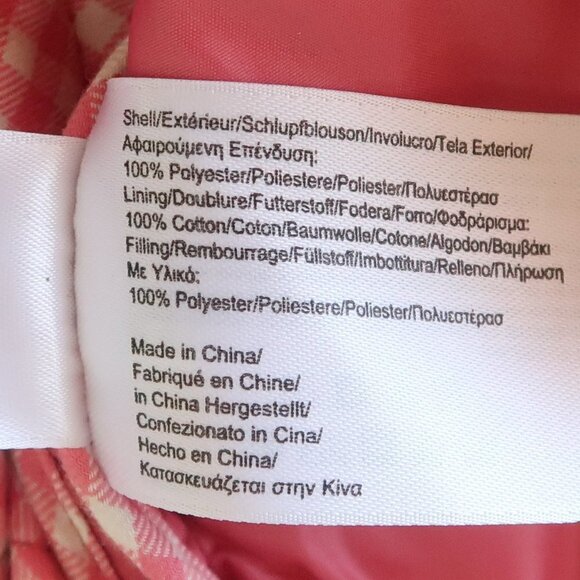 Shell/Extérieur/Schlupfblouson/Involucro/Tela Exterior/
Αφαιρούμενη Επένδυση:
100% Polyester/Poliestere/Poliester/Πολυεστέρασ
Lining/Doublure/Futterstoff/Fodera/Forro/Φοδράρισμα:
100% Cotton/Coton/Baumwolle/Cotone/Algodon/Βαμβάκι
Filling/Rembourrage/Füllstoff/Imbottitura/Relleno/Πλήρωση
Με Υλικό:
100% Polyester/Poliestere/Poliester/Πολυεστέρασ
Made in China/
Fabriqué en Chine/
in China Hergestellt/
Confezionato in Cina/
Hecho en China/
Κατασκευάζεται στην Κίνα